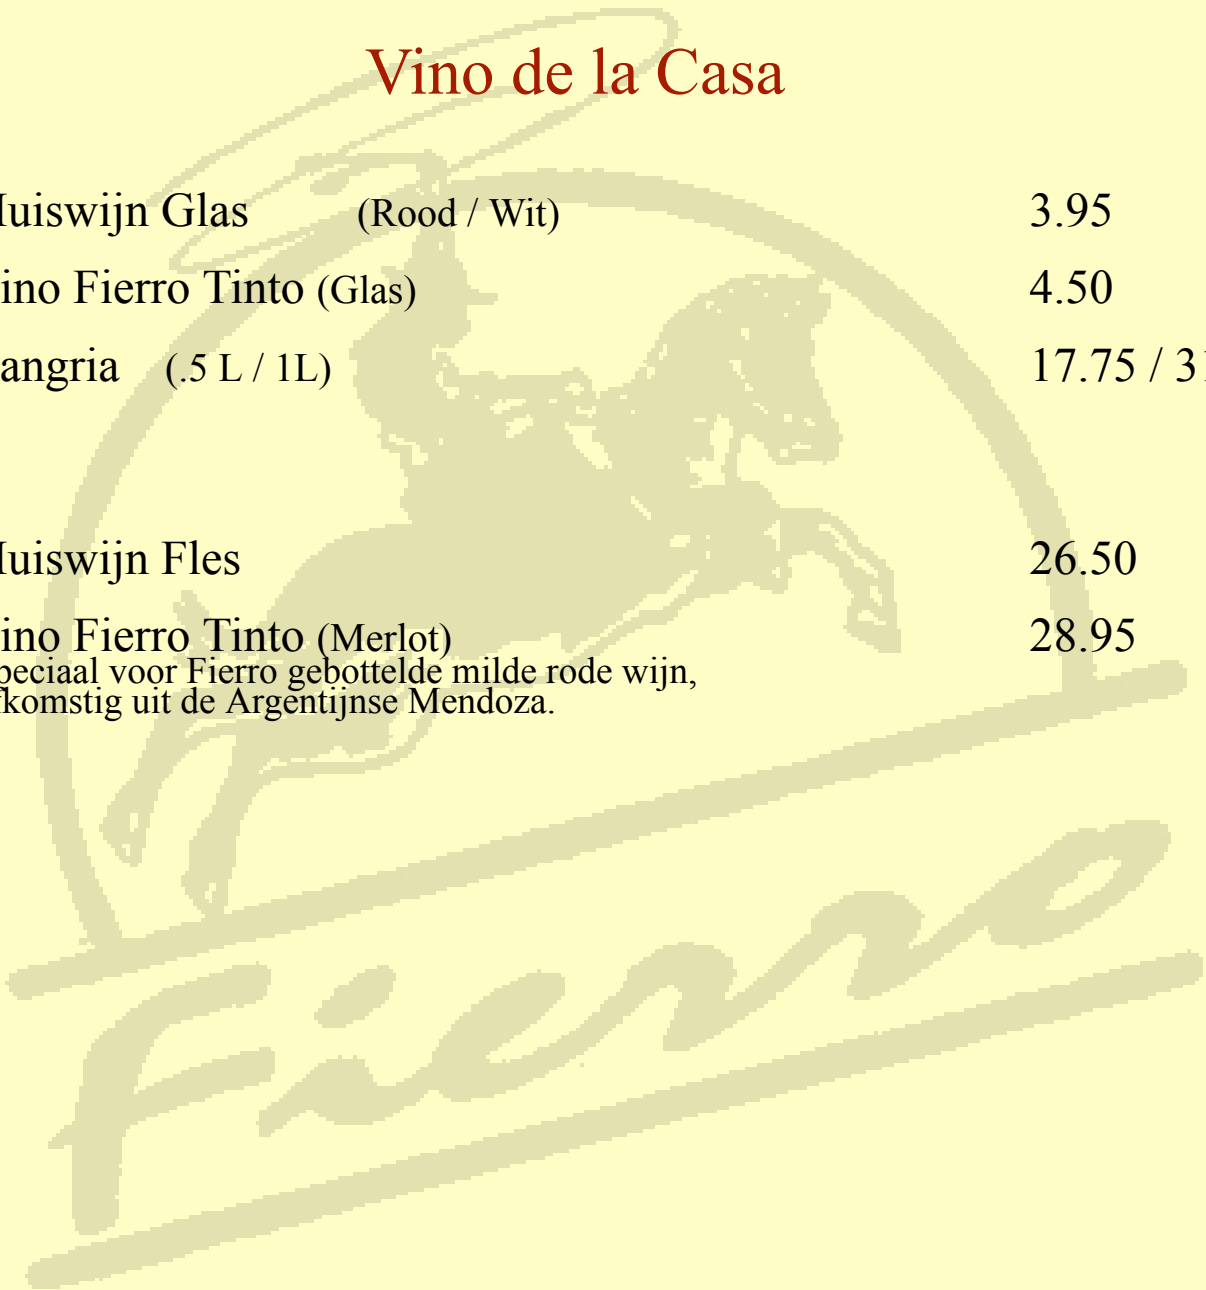 Vino de la Casa
uiswijn Glas (Rood / Wit) 3.95
ino Fierro Tinto (Glas) 4.50
angria (.5 L / 1L) 17.75 / 31
uiswijn Fles 26.50
ino Fierro Tinto (Merlot) 28.95
peciaal voor Fierro gebottelde milde rode wijn,
fkomstig uit de Argentijnse Mendoza.
Fierro